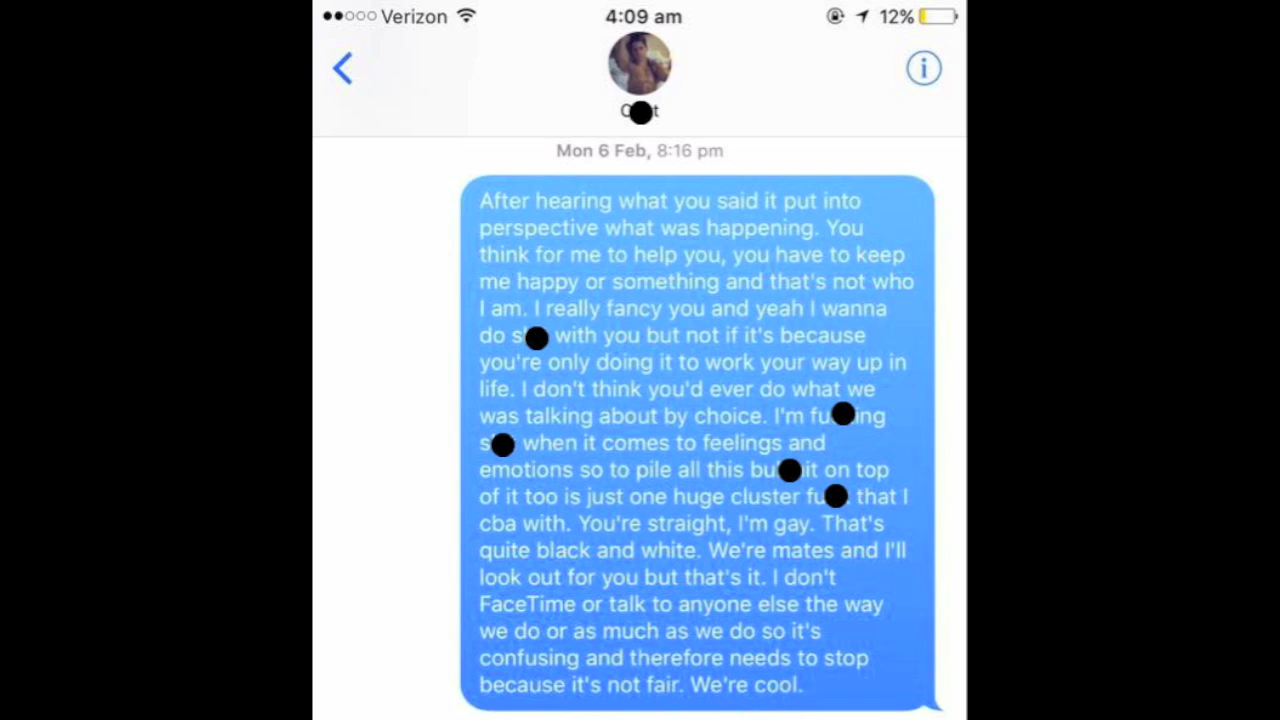 Verizon 4:09 am 12%
Mon 6 Feb, 8:16 pm
After hearing what you said it put into
perspective what was happening. You
think for me to help you, you have to keep
me happy or something and that's not who
I am. I really fancy you and yeah I wanna
do s with you but not if it's because
you're only doing it to work your way up in
life. I don't think you'd ever do what we
was talking about by choice. I'm fu ing
s when it comes to feelings and
emotions so to pile all this bu it on top
of it too is just one huge cluster fu that I
cba with. You're straight, I'm gay. That's
quite black and white. We're mates and I'll
look out for you but that's it. I don't
FaceTime or talk to anyone else the way
we do or as much as we do so it's
confusing and therefore needs to stop
because it's not fair. We're cool.